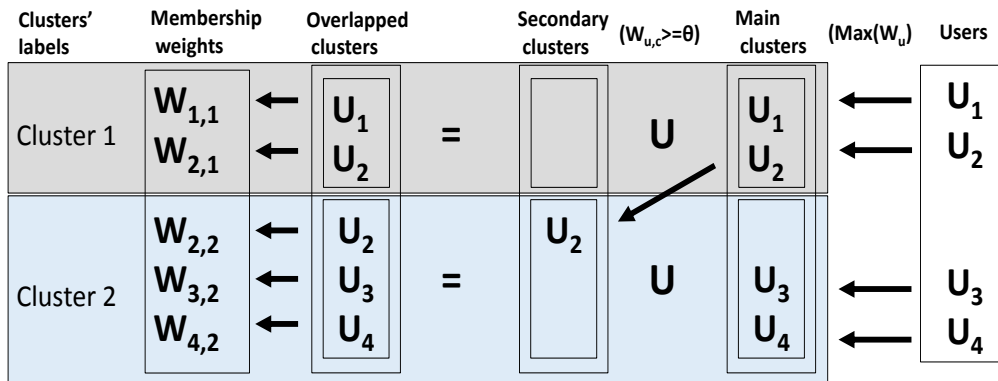 Clusters' labels
Membership weights
Overlapped clusters
Secondary clusters
(Wu,c>=θ)
Main clusters
(Max(Wu)
Users
Cluster 1
W1,1 U1 U1 U1
W2,1 U2 = U U2 U2
Cluster 2
W2,2 U2 U2
W3,2 U3 = U U3 U3
W4,2 U4 U4 U4